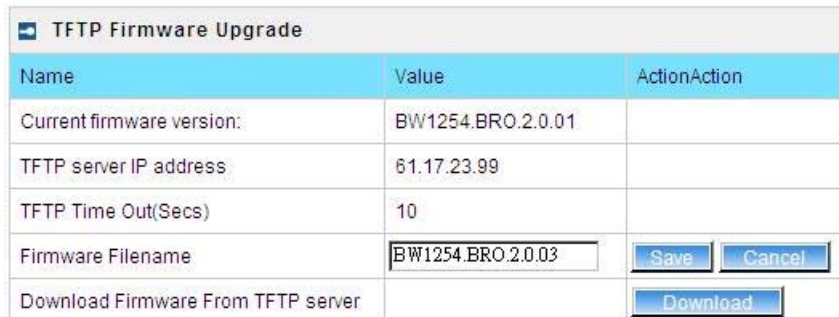 TFTP Firmware Upgrade
Name Value ActionAction
Current firmware version: BW1254.BRO.2.0.01
TFTP server IP address 61.17.23.99
TFTP Time Out(Secs) 10
Firmware Filename BW1254.BRO.2.0.03 Save Cancel
Download Firmware From TFTP server Download